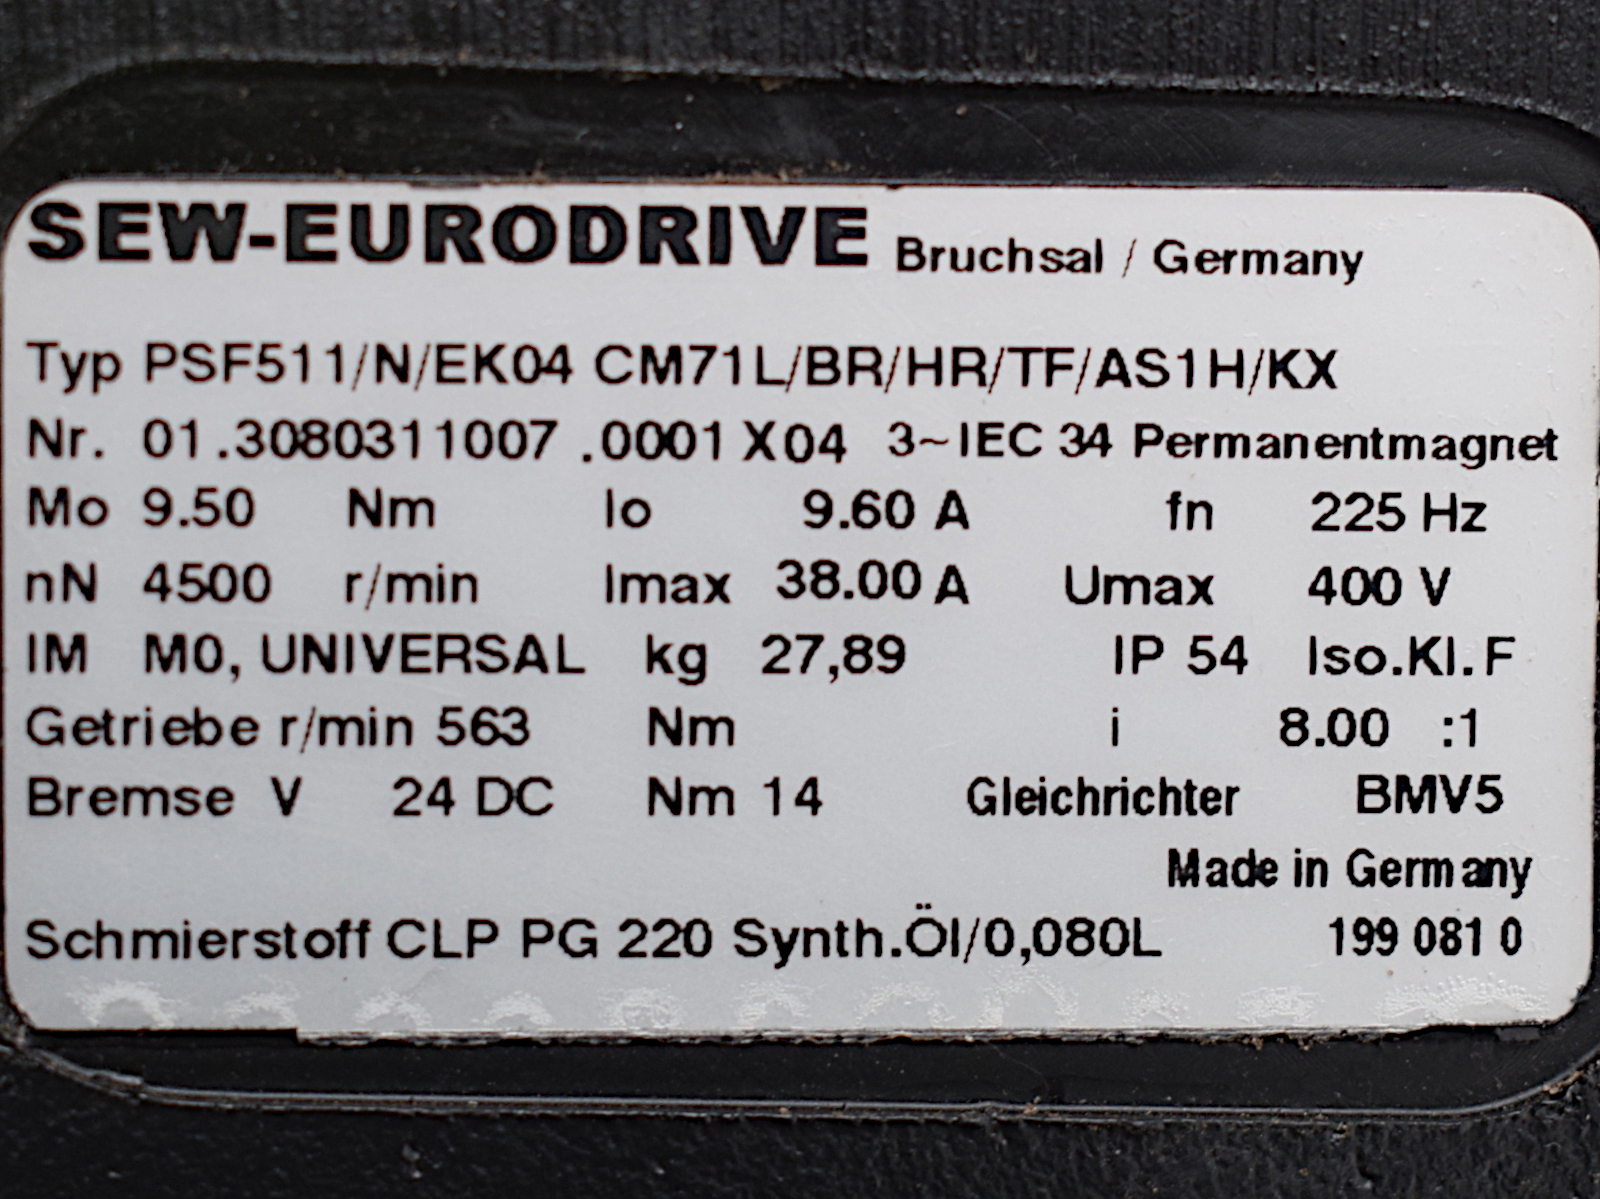 SEW-EURODRIVE Bruchsal / Germany
Typ PSF511/N/EK04 CM71L/BR/HR/TF/AS1H/KX
Nr. 01.3080311007.0001X04 3~IEC 34 Permanentmagnet
Mo 9.50 Nm Io 9.60 A fn 225 Hz
nN 4500 r/min Imax 38.00 A Umax 400 V
IM M0, UNIVERSAL kg 27,89 IP 54 Iso.Kl. F
Getriebe r/min 563 Nm i 8.00 :1
Bremse V 24 DC Nm 14 Gleichrichter BMV5
Made in Germany
Schmierstoff CLP PG 220 Synth.Öl/0,080L 199 081 0